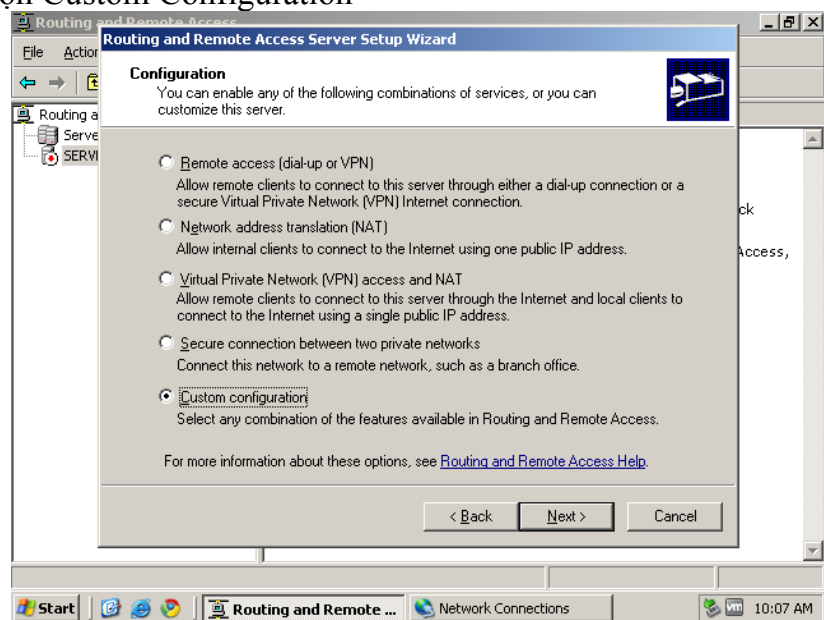 Custom Configuration
Routing and Remote Access
Routing and Remote Access Server Setup Wizard
File
Configuration
You can enable any of the following combinations of services, or you can
customize this server.
Routing a
Serve
SERVI
Remote access (dial-up or VPN)
Allow remote clients to connect to this server through either a dial-up connection or a
secure Virtual Private Network (VPN) Internet connection.
ck
Network address translation (NAT)
Allow internal clients to connect to the Internet using one public IP address.
Access,
Virtual Private Network (VPN) access and NAT
Allow remote clients to connect to this server through the Internet and local clients to
connect to the Internet using a single public IP address.
Secure connection between two private networks
Connect this network to a remote network, such as a branch office.
Custom configuration
Select any combination of the features available in Routing and Remote Access.
For more information about these options, see Routing and Remote Access Help.
< Back
Next >
Cancel
Start
Routing and Remote ...
Network Connections
10:07 AM